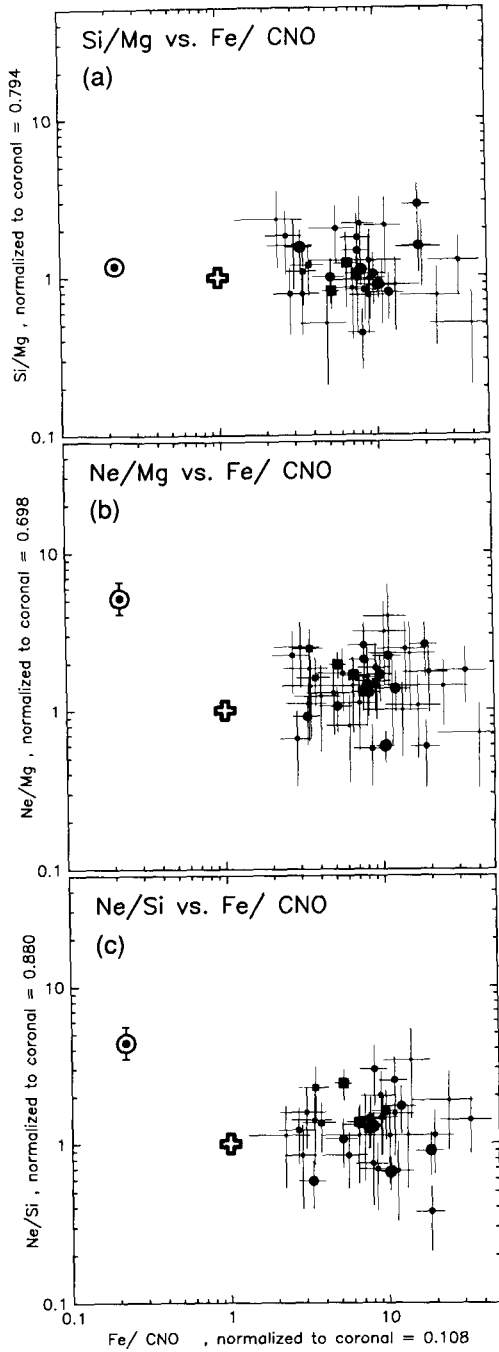 Si/Mg vs. Fe/ CNO
(a)
10
1
0.1
Si/Mg , normalized to coronal = 0.794
Ne/Mg vs. Fe/ CNO
(b)
10
1
0.1
Ne/Mg , normalized to coronal = 0.698
Ne/Si vs. Fe/ CNO
(c)
10
1
0.1
Ne/Si , normalized to coronal = 0.880
0.1 1 10
Fe/ CNO , normalized to coronal = 0.108